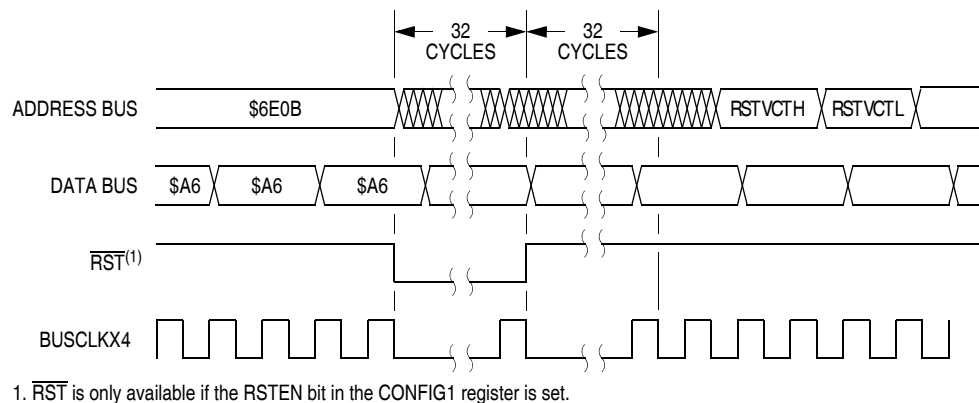 32 CYCLES
32 CYCLES
ADDRESS BUS
$6E0B
RSTVCTH
RSTVCTL
DATA BUS
$A6
$A6
$A6
RST(1)
BUSCLKX4
1. RST is only available if the RSTEN bit in the CONFIG1 register is set.